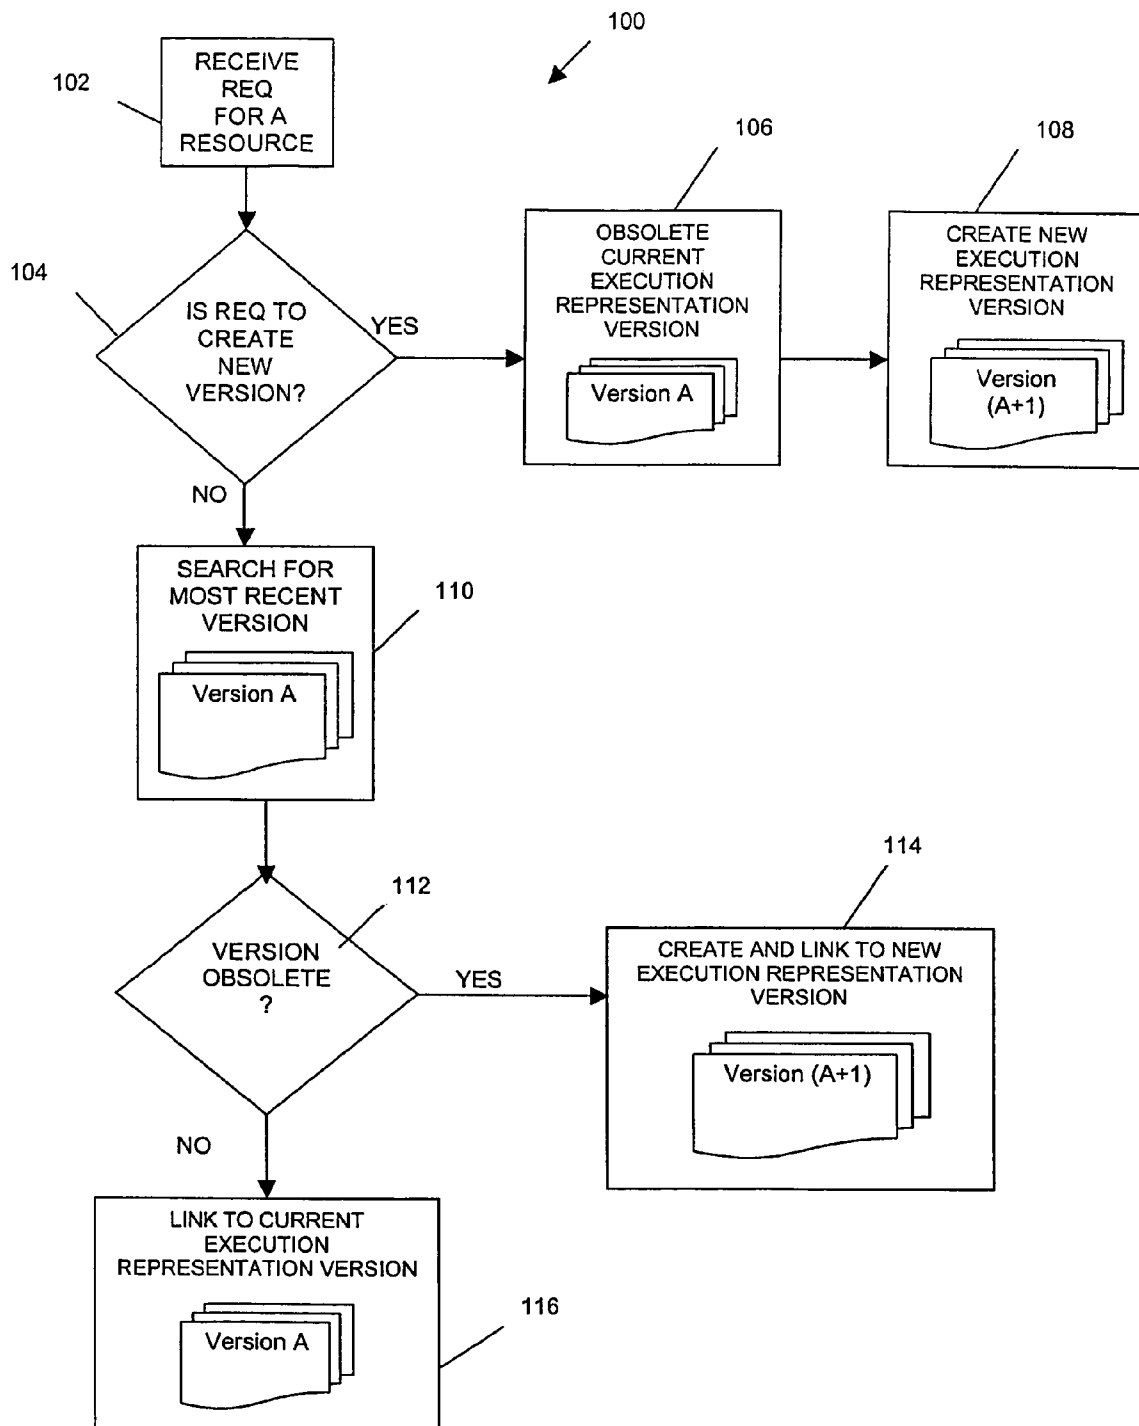 100
RECEIVE
REQ
FOR A
RESOURCE
102
106
108
104
IS REQ TO
CREATE
NEW
VERSION?
YES
OBSOLETE
CURRENT
EXECUTION
REPRESENTATION
VERSION
Version A
CREATE NEW
EXECUTION
REPRESENTATION
VERSION
Version
(A+1)
NO
SEARCH FOR
MOST RECENT
VERSION
Version A
110
112
VERSION
OBSOLETE
?
YES
114
CREATE AND LINK TO NEW
EXECUTION REPRESENTATION
VERSION
Version (A+1)
NO
LINK TO CURRENT
EXECUTION
REPRESENTATION VERSION
Version A
116